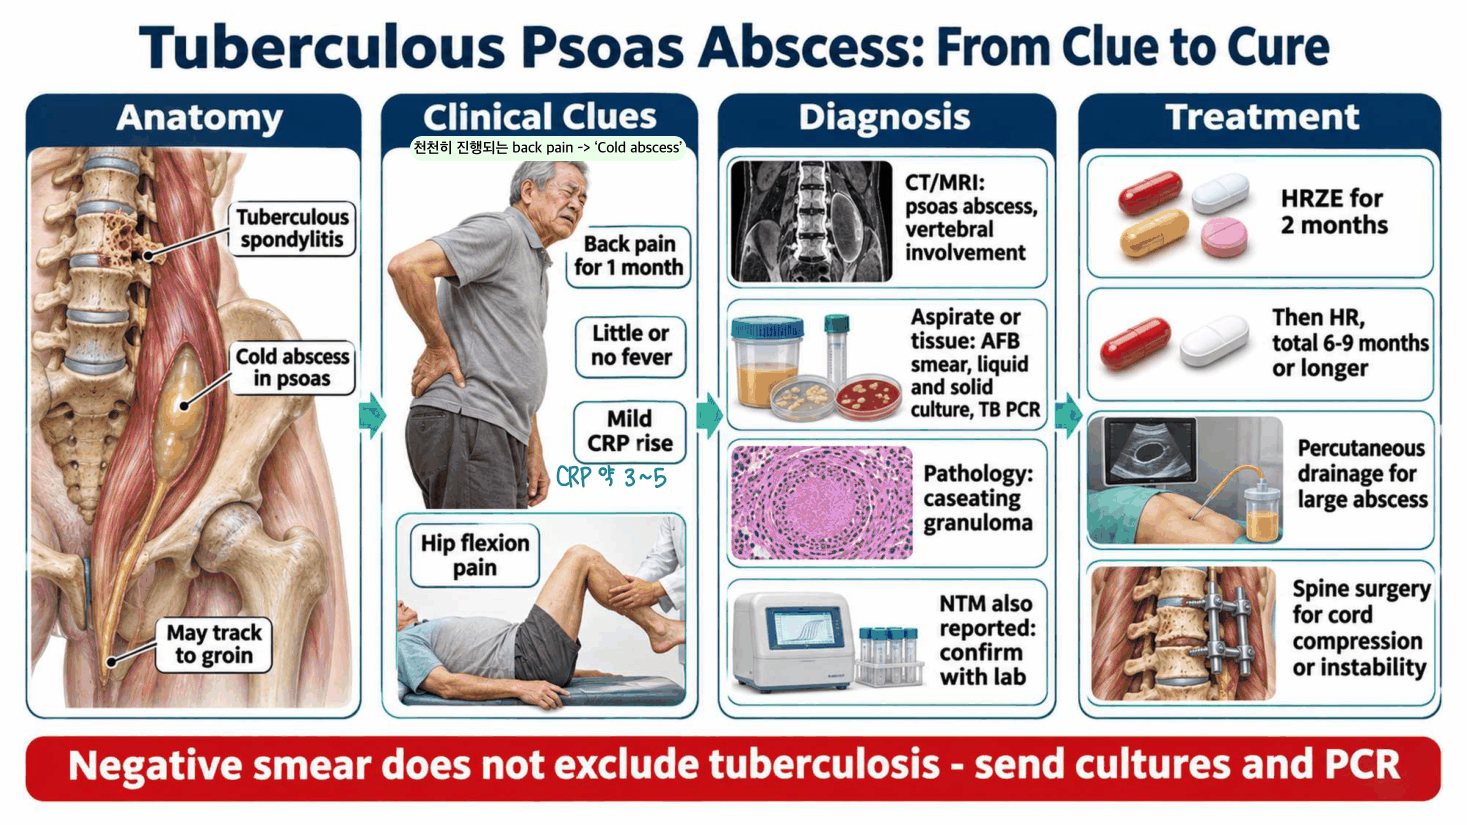 Tuberculous Psoas Abscess: From Clue to Cure
Anatomy
Tuberculous
spondylitis
Cold abscess
in psoas
May track
to groin
Clinical Clues
천천히 진행되는 back pain -> ‘Cold abscess’
Back pain
for 1 month
Little or
no fever
Mild
CRP rise
CRP 약 3~5
Hip flexion
pain
Diagnosis
CT/MRI:
psoas abscess,
vertebral
involvement
Aspirate or
tissue: AFB
smear, liquid
and solid
culture, TB PCR
Pathology:
caseating
granuloma
NTM also
reported:
confirm
with lab
Treatment
HRZE for
2 months
Then HR,
total 6-9 months
or longer
Percutaneous
drainage for
large abscess
Spine surgery
for cord
compression
or instability
Negative smear does not exclude tuberculosis - send cultures and PCR